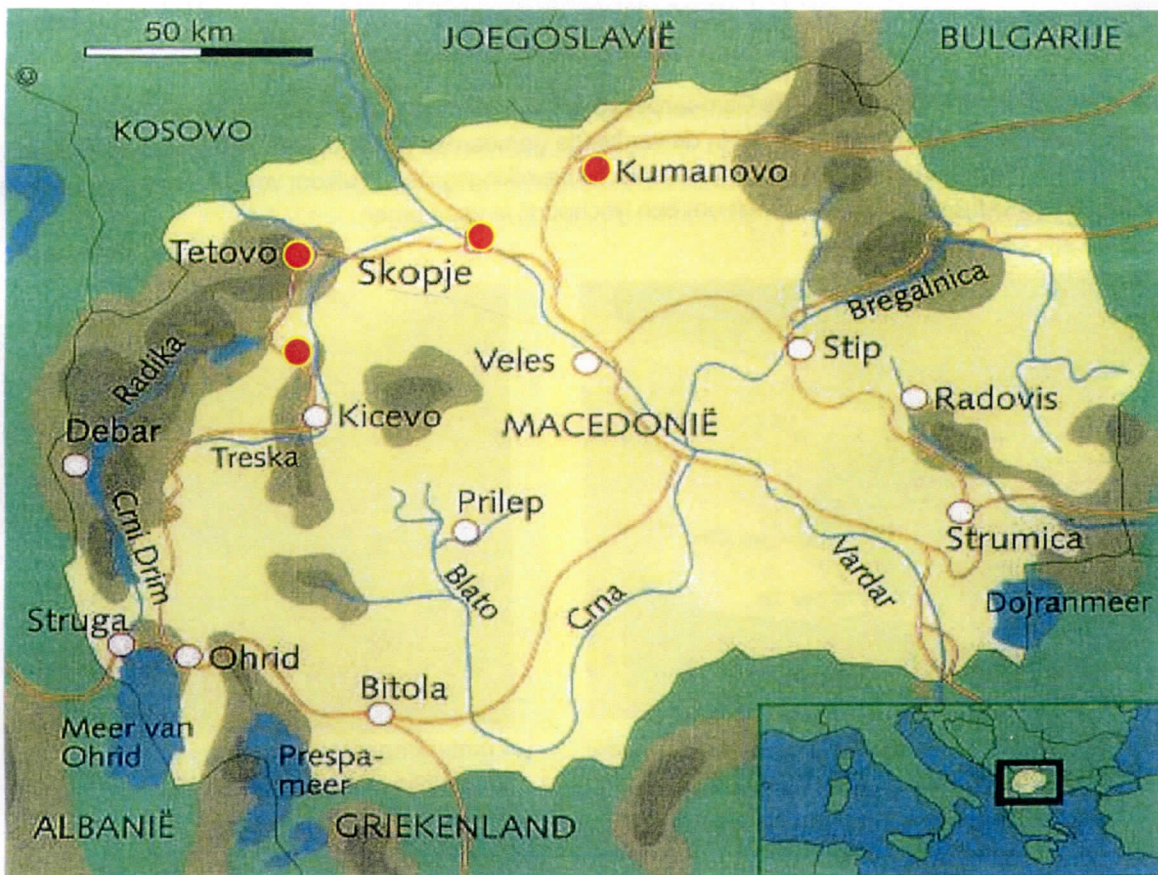 50 km
JOEGOSLAVIË
BULGARIJE
KOSOVO
Kumanovo
Tetovo
Skopje
Bregalnica
Radika
Veles
Stip
Kicevo
Radovis
Debar
MACEDONIË
Treska
Crni Drim
Prilep
Strumica
Blato
Crna
Vardar
Dojranmeer
Struga
Ohrid
Bitola
Meer van
Ohrid
Prespa-
meer
ALBANIË
GRIEKENLAND